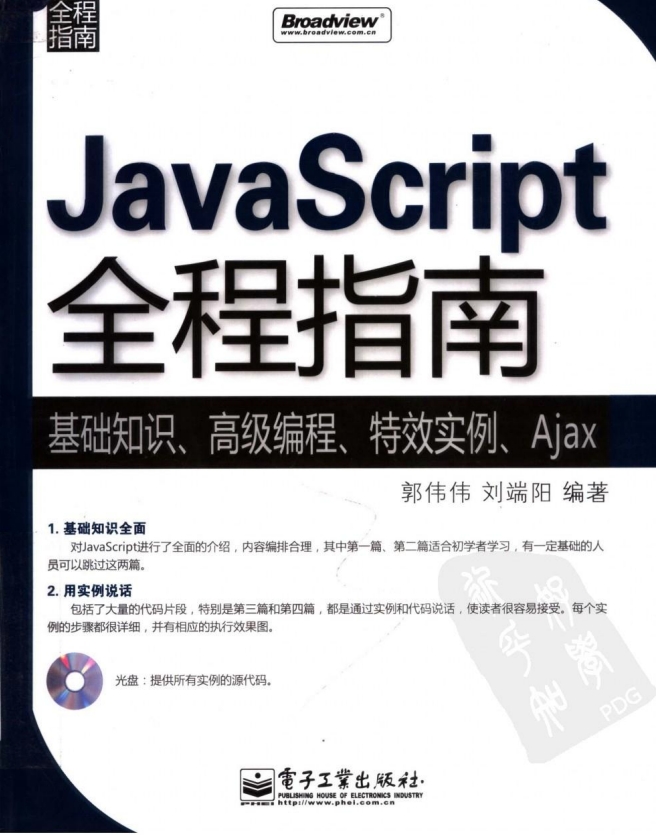 全程
指南
Broadview®
www.broadview.com.cn
JavaScript
全程指南
基础知识、高级编程、特效实例、Ajax
郭伟伟 刘端阳 编著
1. 基础知识全面
对JavaScript进行了全面的介绍，内容编排合理，其中第一篇、第二篇适合初学者学习，有一定基础的人
员可以跳过这两篇。
2. 用实例说话
包括了大量的代码片段，特别是第三篇和第四篇，都是通过实例和代码说话，使读者很容易接受。每个实
例的步骤都很详细，并有相应的执行效果图。
光盘：提供所有实例的源代码。
PDG
電子工業出版社
PUBLISHING HOUSE OF ELECTRONICS INDUSTRY
PHEI http://www.phei.com.cn